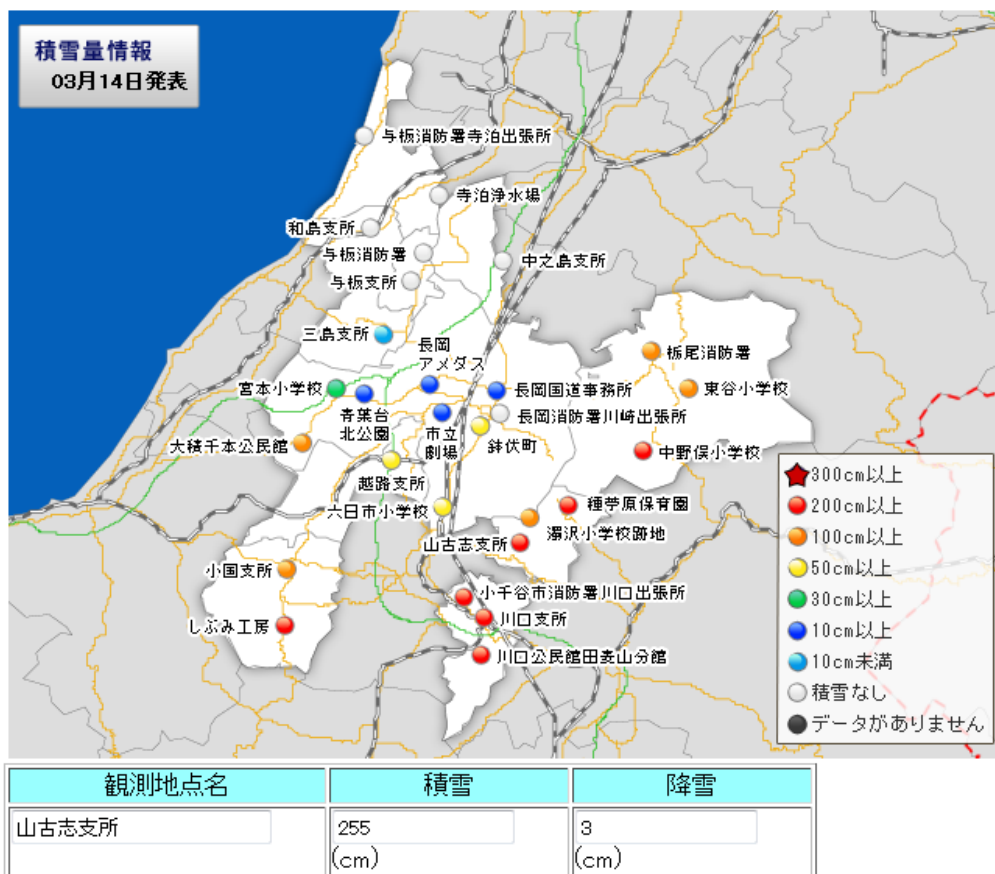 積雪量情報
03月14日発表
与板消防署寺泊出張所
寺泊浄水場
和島支所
与板消防署
中之島支所
与板支所
三島支所
長岡
アメダス
栃尾消防署
宮本小学校
青葉台
北公園
長岡国道事務所
東谷小学校
長岡消防署川崎出張所
市立
劇場
鉢伏町
大積千本公民館
中野俣小学校
越路支所
六日市小学校
種苧原保育園
濁沢小学校跡地
山古志支所
小国支所
小千谷市消防署川口出張所
川口支所
しぶみ工房
川口公民館田麦山分館
300cm以上
200cm以上
100cm以上
50cm以上
30cm以上
10cm以上
10cm未満
積雪なし
データがありません
観測地点名 積雪 降雪
山古志支所 255 3
(cm) (cm)